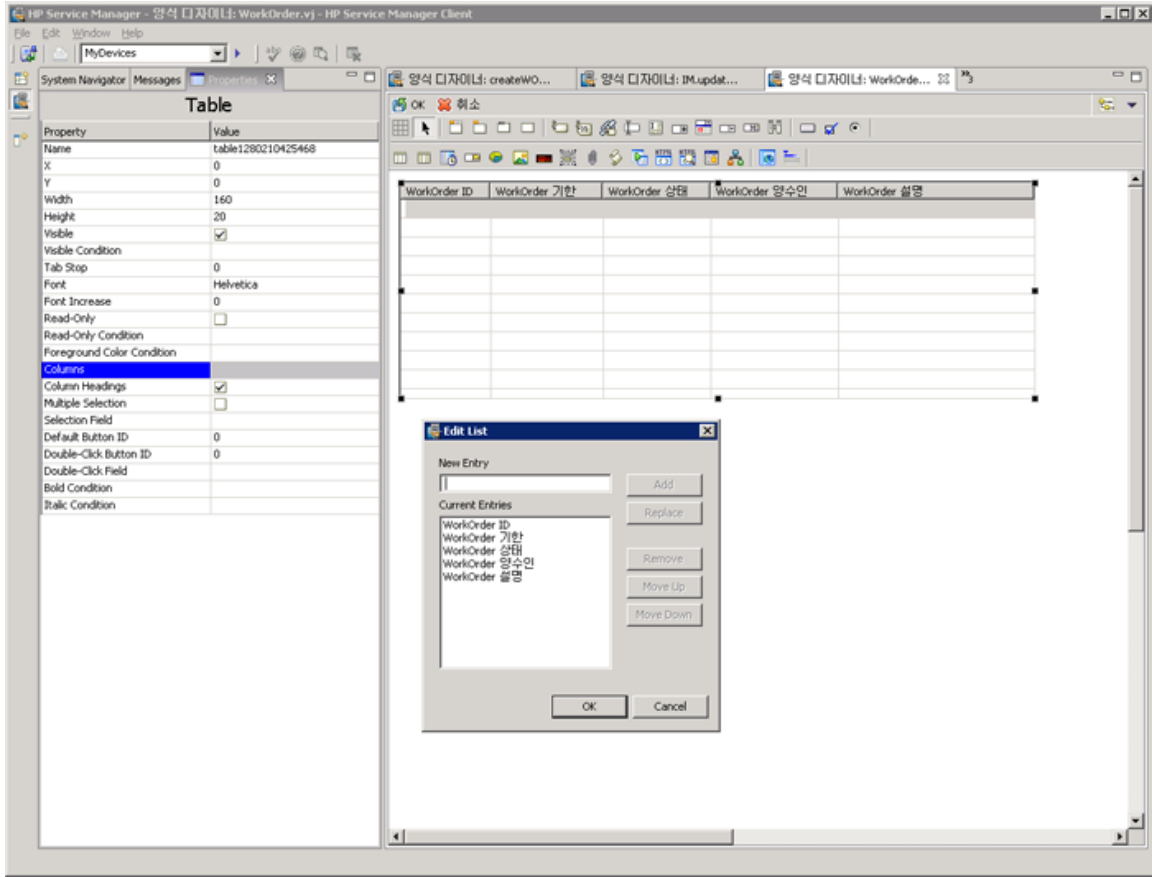 HP Service Manager - 양식 디자이너: WorkOrder.vj - HP Service Manager Client
File Edit Window Help
MyDevices
System Navigator Messages Properties
Table
Property Value
Name table1280210425468
X 0
Y 0
Width 160
Height 20
Visible
Visible Condition
Tab Stop 0
Font Helvetica
Font Increase 0
Read-Only
Read-Only Condition
Foreground Color Condition
Columns
Column Headings
Multiple Selection
Selection Field
Default Button ID 0
Double-Click Button ID 0
Double-Click Field
Bold Condition
Italic Condition
양식 디자이너: createWO... 양식 디자이너: IM.updat... 양식 디자이너: WorkOrde... 3
OK 취소
WorkOrder ID WorkOrder 기한 WorkOrder 상태 WorkOrder 양수인 WorkOrder 설명
Edit List
New Entry
Add
Current Entries
Replace
WorkOrder ID
WorkOrder 기한
WorkOrder 상태
WorkOrder 양수인
WorkOrder 설명
Remove
Move Up
Move Down
OK Cancel